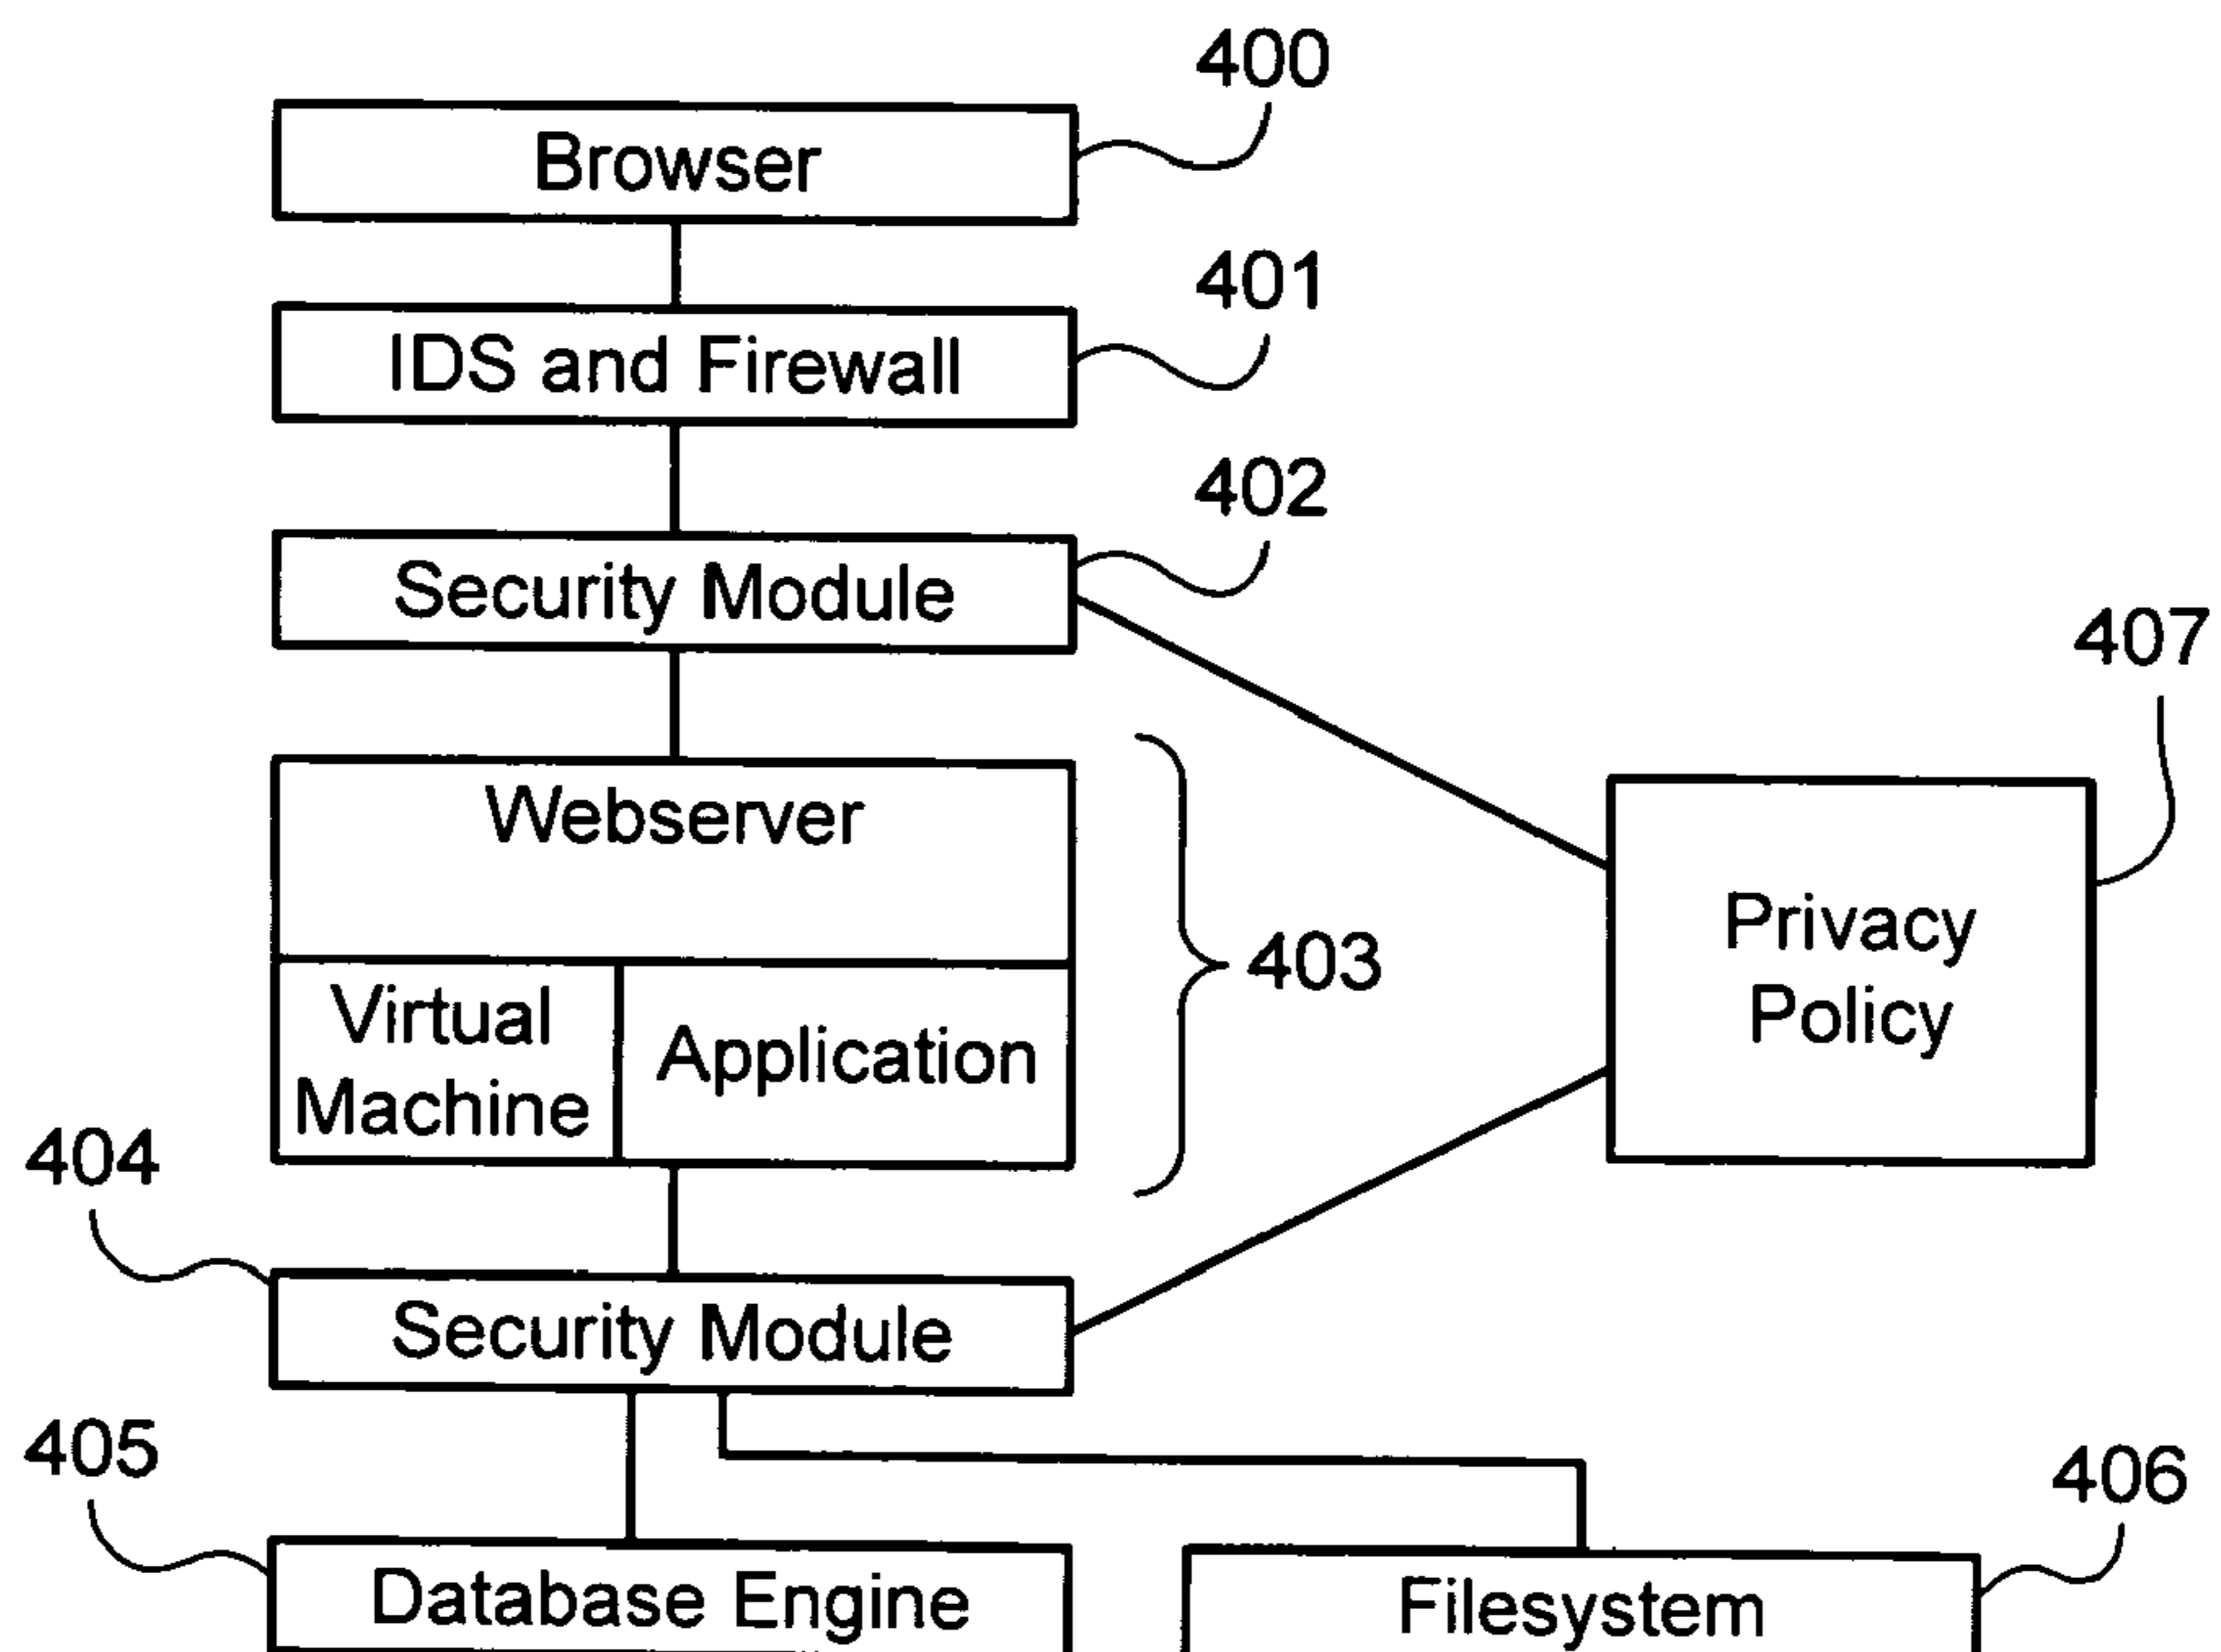 400
Browser
401
IDS and Firewall
402
Security Module
407
Webserver
403
Privacy
Policy
Virtual
Machine
Application
404
Security Module
405
406
Database Engine
Filesystem